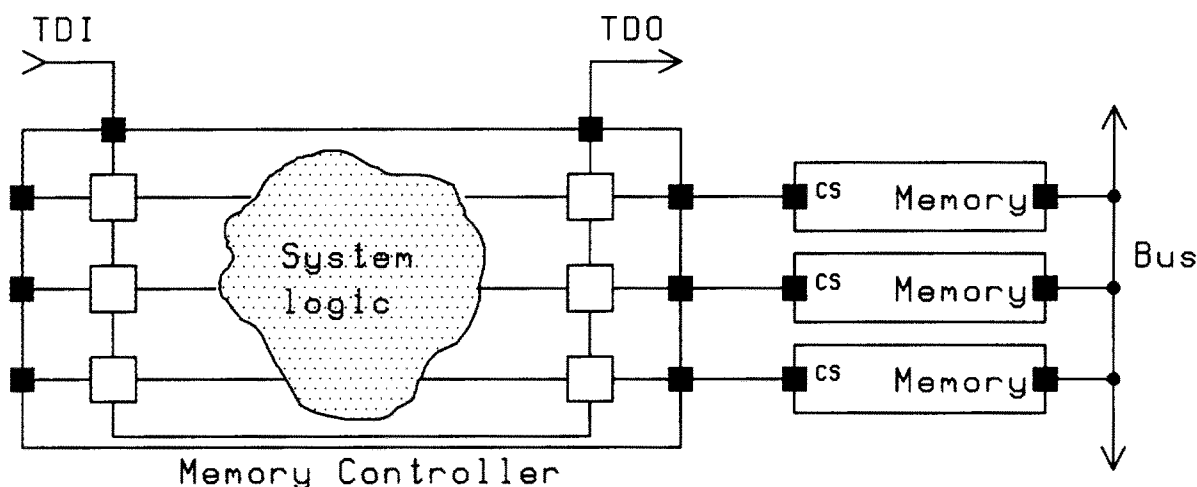 TDI
TDO
CS Memory
System
logic
CS Memory
Bus
CS Memory
Memory Controller